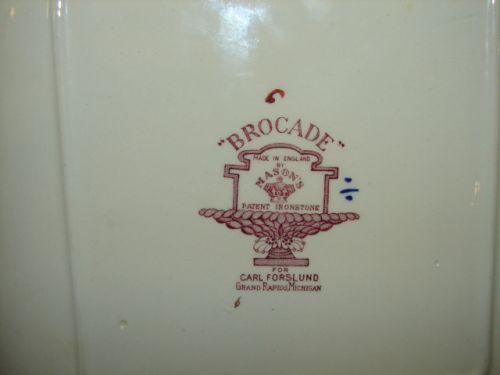 "BROCADE"
MADE IN ENGLAND
BY
MASON'S
PATENT IRONSTONE
FOR
CARL FORSLUND
GRAND RAPIDS, MICHIGAN